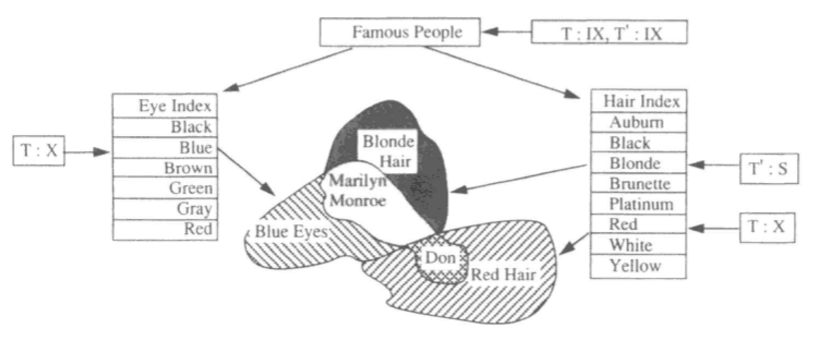 Famous People
T : IX, T' : IX
Eye Index
Black
Blue
Brown
Green
Gray
Red
T : X
Hair Index
Auburn
Black
Blonde
Brunette
Platinum
Red
White
Yellow
T' : S
T : X
Blonde
Hair
Marilyn
Monroe
Blue Eyes
Don
Red Hair